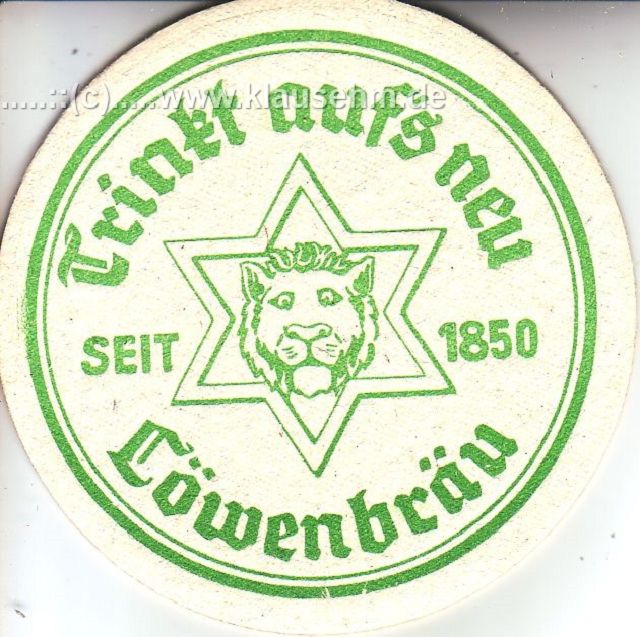 ......::(c).....www.klausehm.de
Trinkt aufs neu
SEIT 1850
Löwenbräu